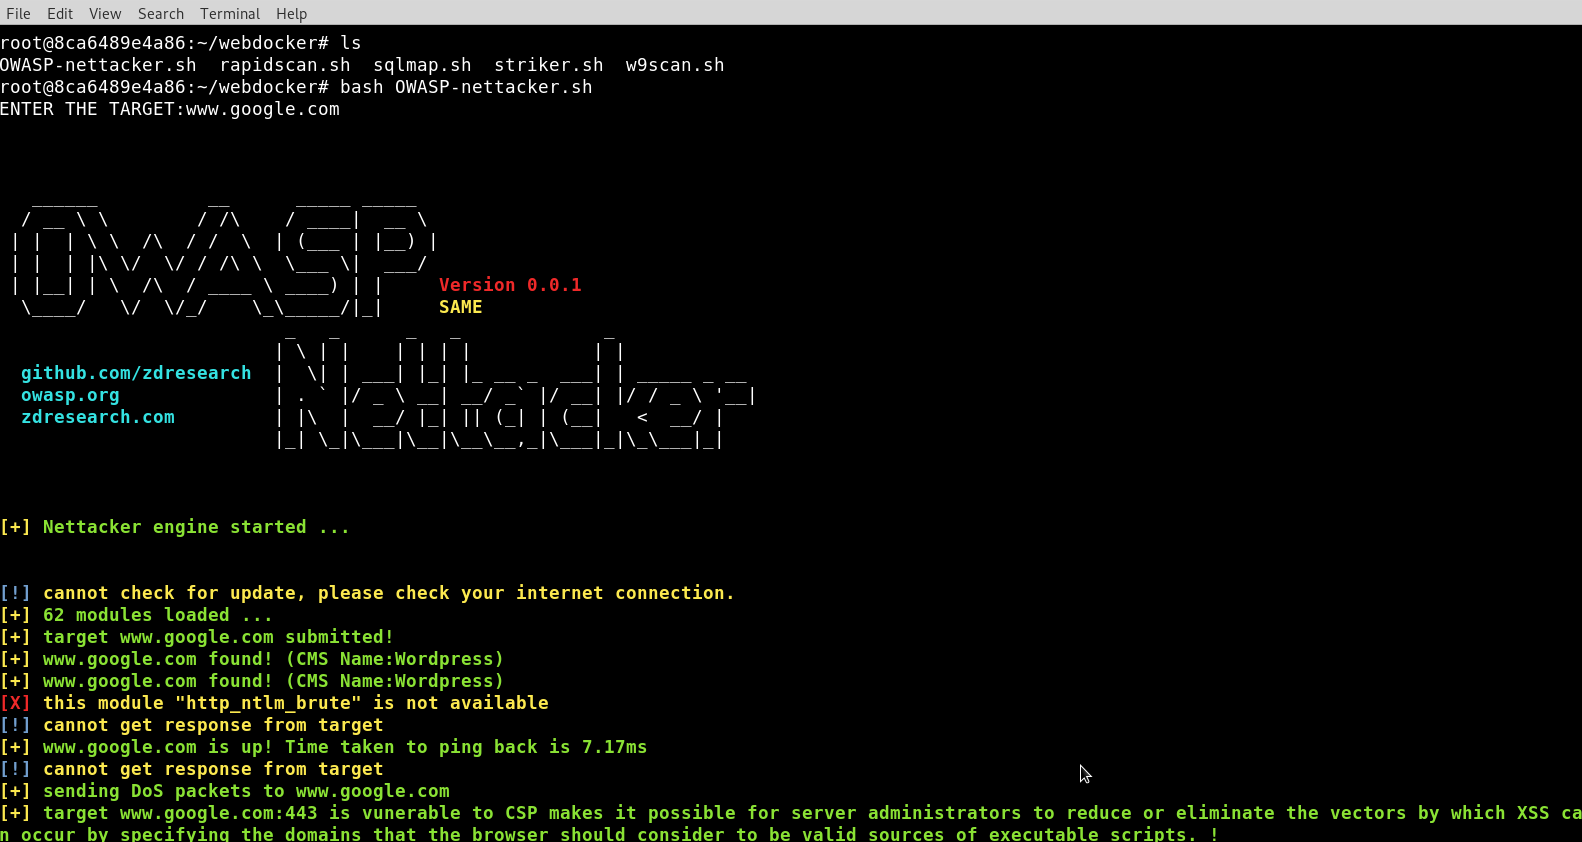 File Edit View Search Terminal Help
root@8ca6489e4a86:~/webdocker# ls
OWASP-nettacker.sh  rapidscan.sh  sqlmap.sh  striker.sh  w9scan.sh
root@8ca6489e4a86:~/webdocker# bash OWASP-nettacker.sh
ENTER THE TARGET:www.google.com
OWASP
Version 0.0.1
SAME
Nettacker
github.com/zdresearch
owasp.org
zdresearch.com
[+] Nettacker engine started ...
[!] cannot check for update, please check your internet connection.
[+] 62 modules loaded ...
[+] target www.google.com submitted!
[+] www.google.com found! (CMS Name:Wordpress)
[+] www.google.com found! (CMS Name:Wordpress)
[X] this module "http_ntlm_brute" is not available
[!] cannot get response from target
[+] www.google.com is up! Time taken to ping back is 7.17ms
[!] cannot get response from target
[+] sending DoS packets to www.google.com
[+] target www.google.com:443 is vunerable to CSP makes it possible for server administrators to reduce or eliminate the vectors by which XSS ca
n occur by specifying the domains that the browser should consider to be valid sources of executable scripts. !